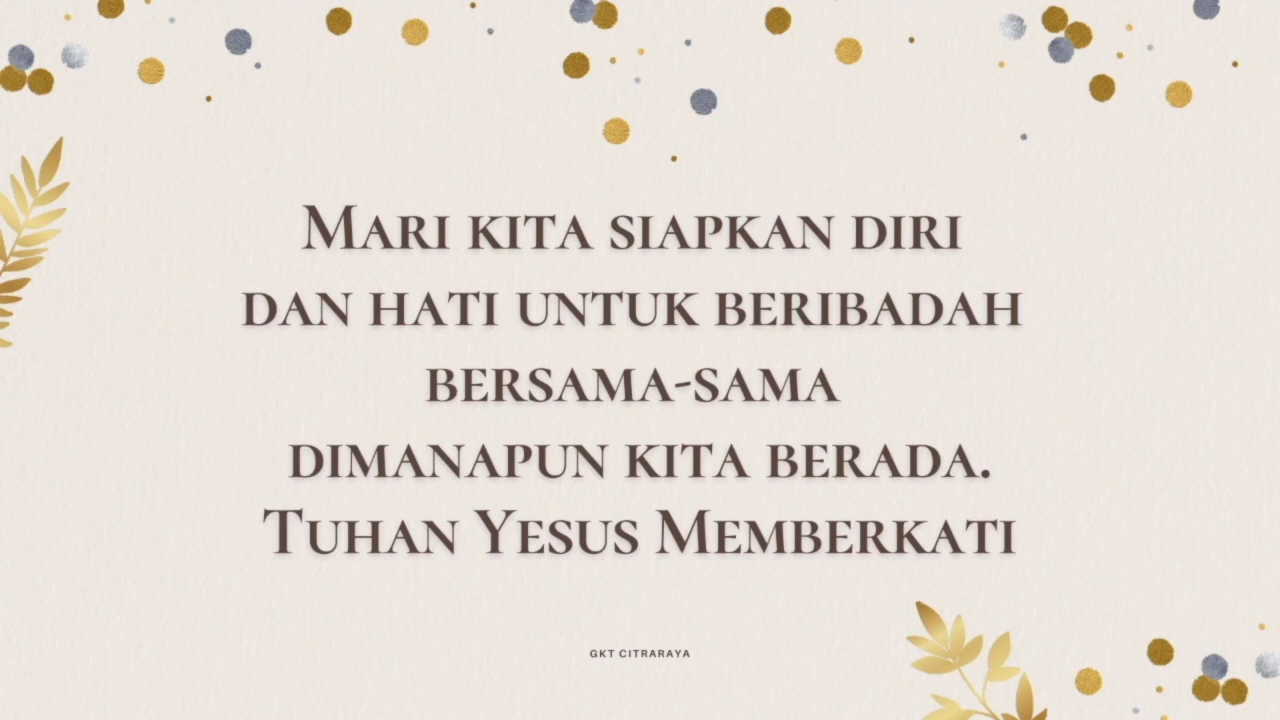 Mari kita siapkan diri
dan hati untuk beribadah
bersama-sama
dimanapun kita berada.
Tuhan Yesus Memberkati
GKT CITRARAYA